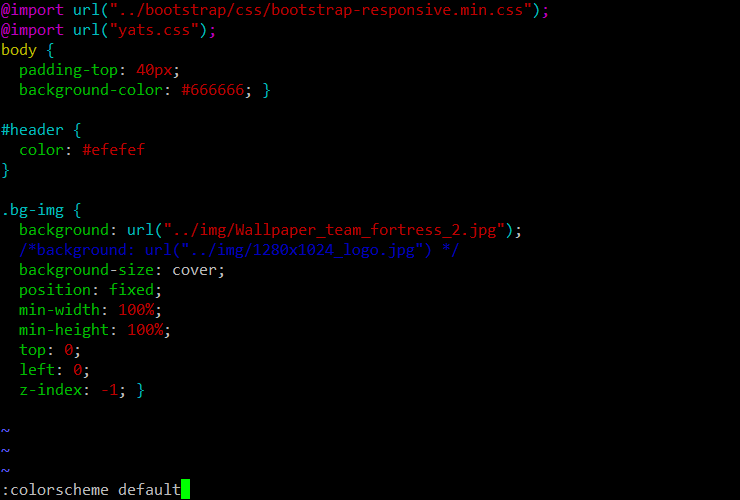 @import url("../bootstrap/css/bootstrap-responsive.min.css");
@import url("yats.css");
body {
  padding-top: 40px;
  background-color: #666666; }

#header {
  color: #efefef
}

.bg-img {
  background: url("../img/Wallpaper_team_fortress_2.jpg");
  /*background: url("../img/1280x1024_logo.jpg") */
  background-size: cover;
  position: fixed;
  min-width: 100%;
  min-height: 100%;
  top: 0;
  left: 0;
  z-index: -1; }

~
~
~
:colorscheme default